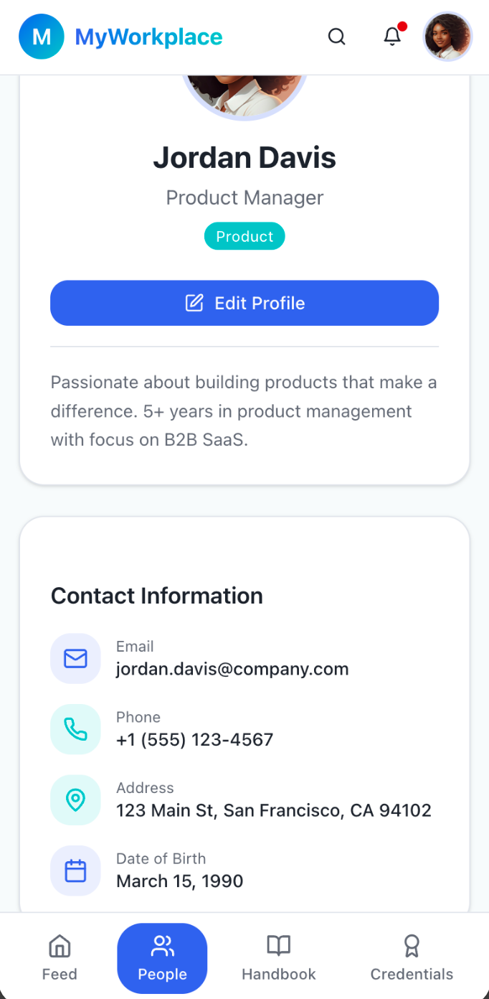 M MyWorkplace
Jordan Davis
Product Manager
Product
Edit Profile
Passionate about building products that make a
difference. 5+ years in product management
with focus on B2B SaaS.
Contact Information
Email
jordan.davis@company.com
Phone
+1 (555) 123-4567
Address
123 Main St, San Francisco, CA 94102
Date of Birth
March 15, 1990
Feed People Handbook Credentials